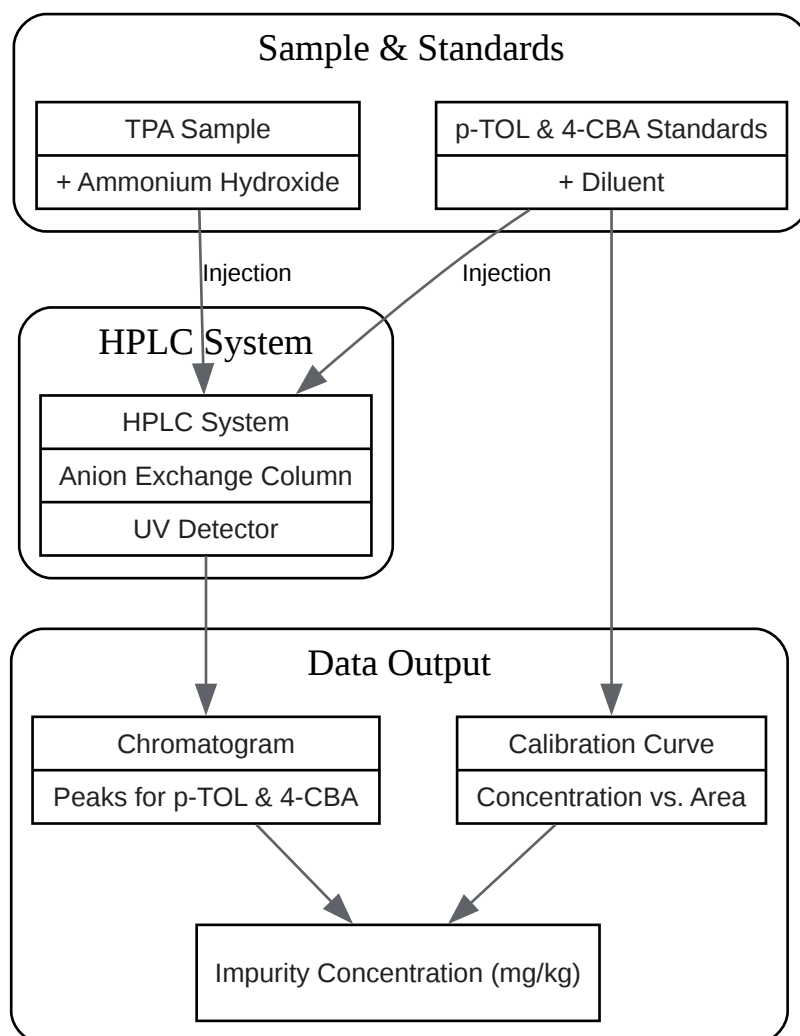 Sample & Standards
TPA Sample
+ Ammonium Hydroxide
p-TOL & 4-CBA Standards
+ Diluent
Injection
Injection
HPLC System
HPLC System
Anion Exchange Column
UV Detector
Data Output
Chromatogram
Peaks for p-TOL & 4-CBA
Calibration Curve
Concentration vs. Area
Impurity Concentration (mg/kg)